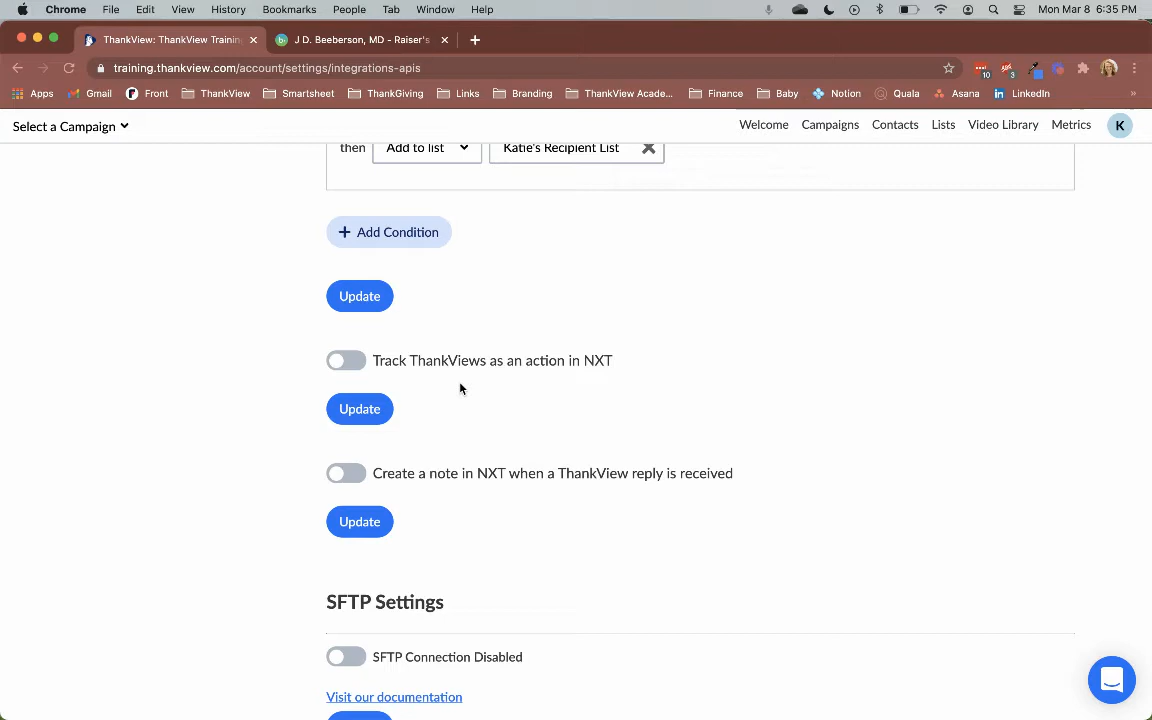 Chrome File Edit View History Bookmarks People Tab Window Help Mon Mar 8 6:35 PM
ThankView: ThankView Trainin J D. Beeberson, MD - Raiser's
training.thankview.com/account/settings/integrations-apis 10 3
Apps Gmail Front ThankView Smartsheet ThankGiving Links Branding ThankView Acade... Finance Baby Notion Quala Asana LinkedIn »
Select a Campaign Welcome Campaigns Contacts Lists Video Library Metrics K
then Add to list Katie's Recipient List
+ Add Condition
Update
Track ThankViews as an action in NXT
Update
Create a note in NXT when a ThankView reply is received
Update
SFTP Settings
SFTP Connection Disabled
Visit our documentation